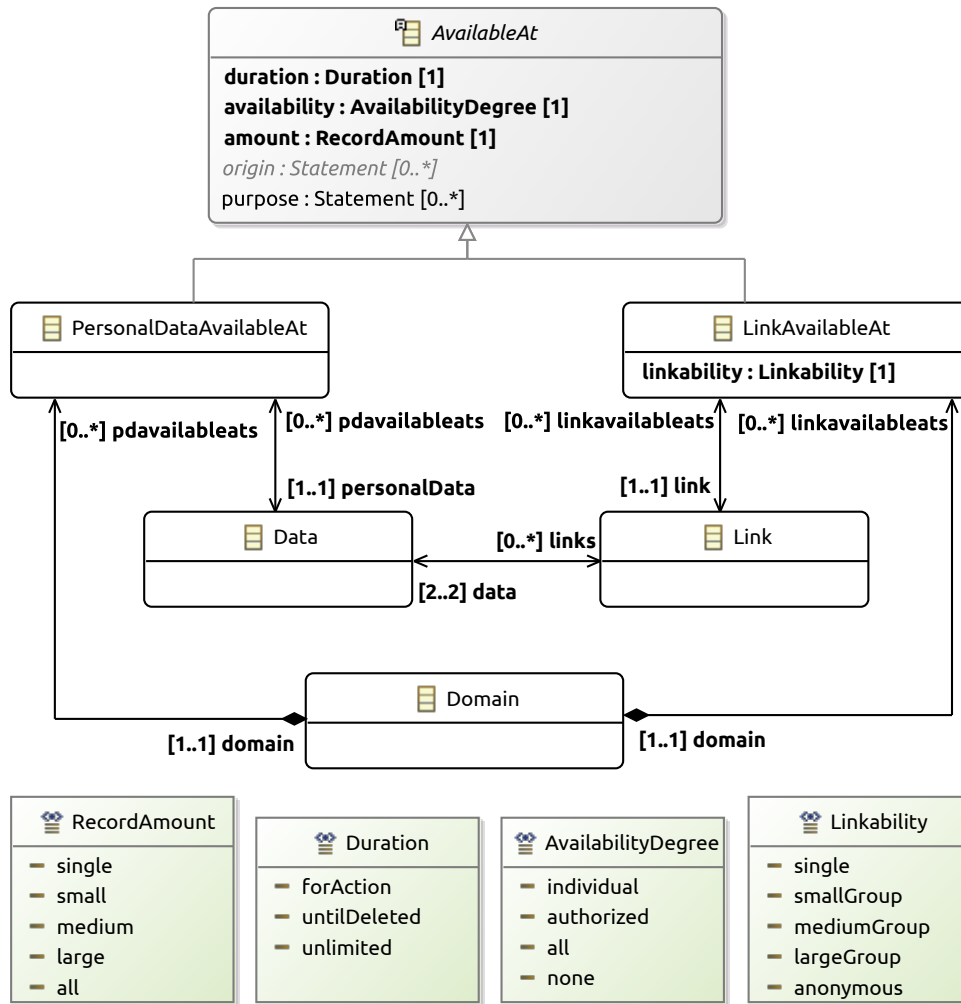 AvailableAt
duration : Duration [1]
availability : AvailabilityDegree [1]
amount : RecordAmount [1]
origin : Statement [0..*]
purpose : Statement [0..*]
PersonalDataAvailableAt
LinkAvailableAt
linkability : Linkability [1]
[0..*] pdavailableats
[0..*] pdavailableats
[0..*] linkavailableats
[0..*] linkavailableats
[1..1] personalData
[1..1] link
Data
Link
[0..*] links
[2..2] data
Domain
[1..1] domain
[1..1] domain
RecordAmount
single
small
medium
large
all
Duration
forAction
untilDeleted
unlimited
AvailabilityDegree
individual
authorized
all
none
Linkability
single
smallGroup
mediumGroup
largeGroup
anonymous